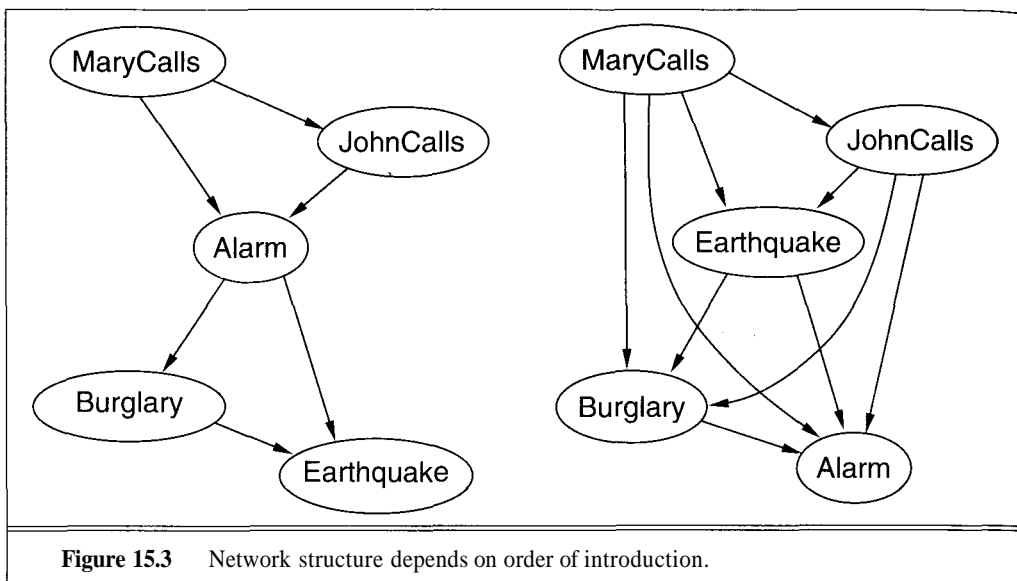 MaryCalls
JohnCalls
Alarm
Burglary
Earthquake
MaryCalls
JohnCalls
Earthquake
Burglary
Alarm
Figure 15.3 Network structure depends on order of introduction.